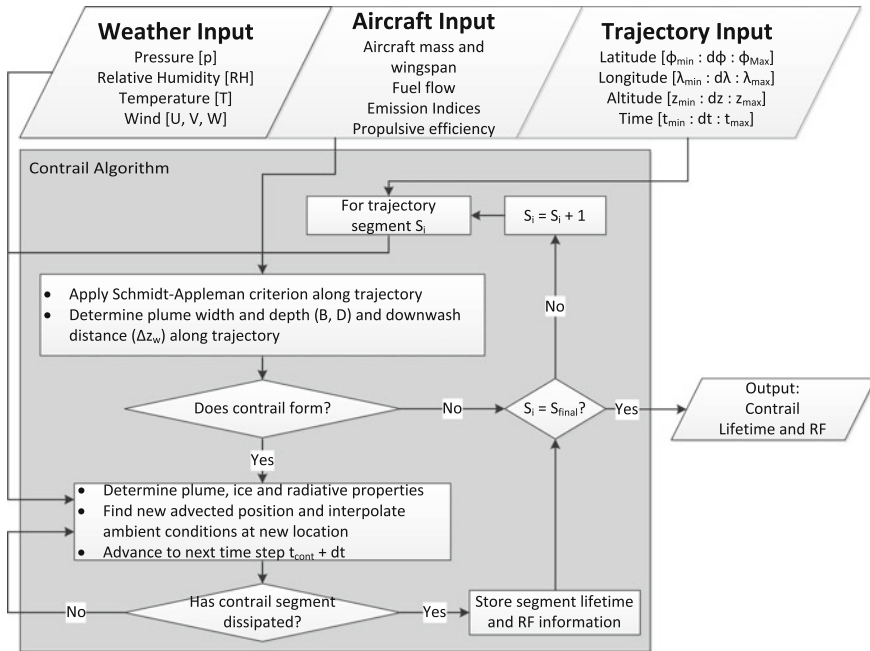 Weather Input
Pressure [p]
Relative Humidity [RH]
Temperature [T]
Wind [U, V, W]
Aircraft Input
Aircraft mass and
wingspan
Fuel flow
Emission Indices
Propulsive efficiency
Trajectory Input
Latitude [ϕmin : dϕ : ϕMax]
Longitude [λmin : dλ : λmax]
Altitude [zmin : dz : zmax]
Time [tmin : dt : tmax]
Contrail Algorithm
For trajectory
segment Si
Si = Si + 1
• Apply Schmidt-Appleman criterion along trajectory
• Determine plume width and depth (B, D) and downwash
distance (Δzw) along trajectory
No
Does contrail form?
No
Si = Sfinal?
Yes
Output:
Contrail
Lifetime and RF
Yes
• Determine plume, ice and radiative properties
• Find new advected position and interpolate
ambient conditions at new location
• Advance to next time step tcont + dt
No
Has contrail segment
dissipated?
Yes
Store segment lifetime
and RF information